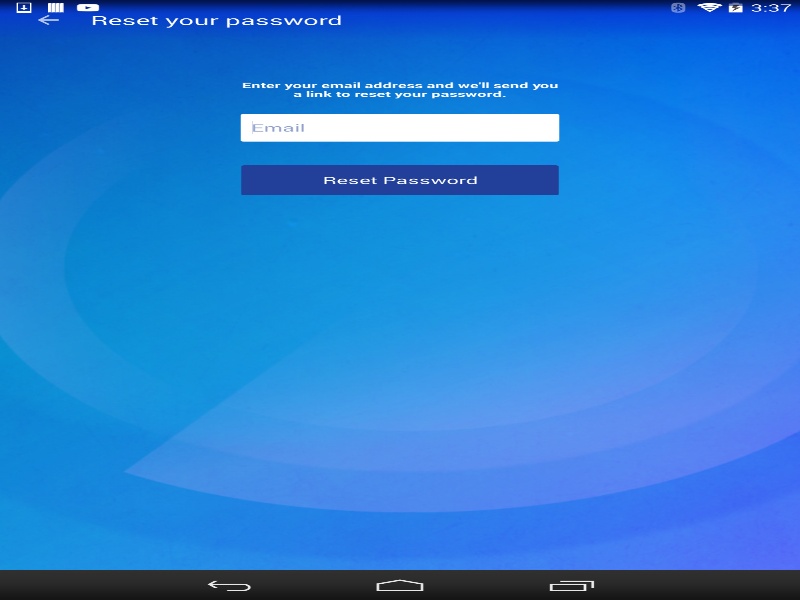 3:37
Reset your password
Enter your email address and we'll send you
a link to reset your password.
Email
Reset Password